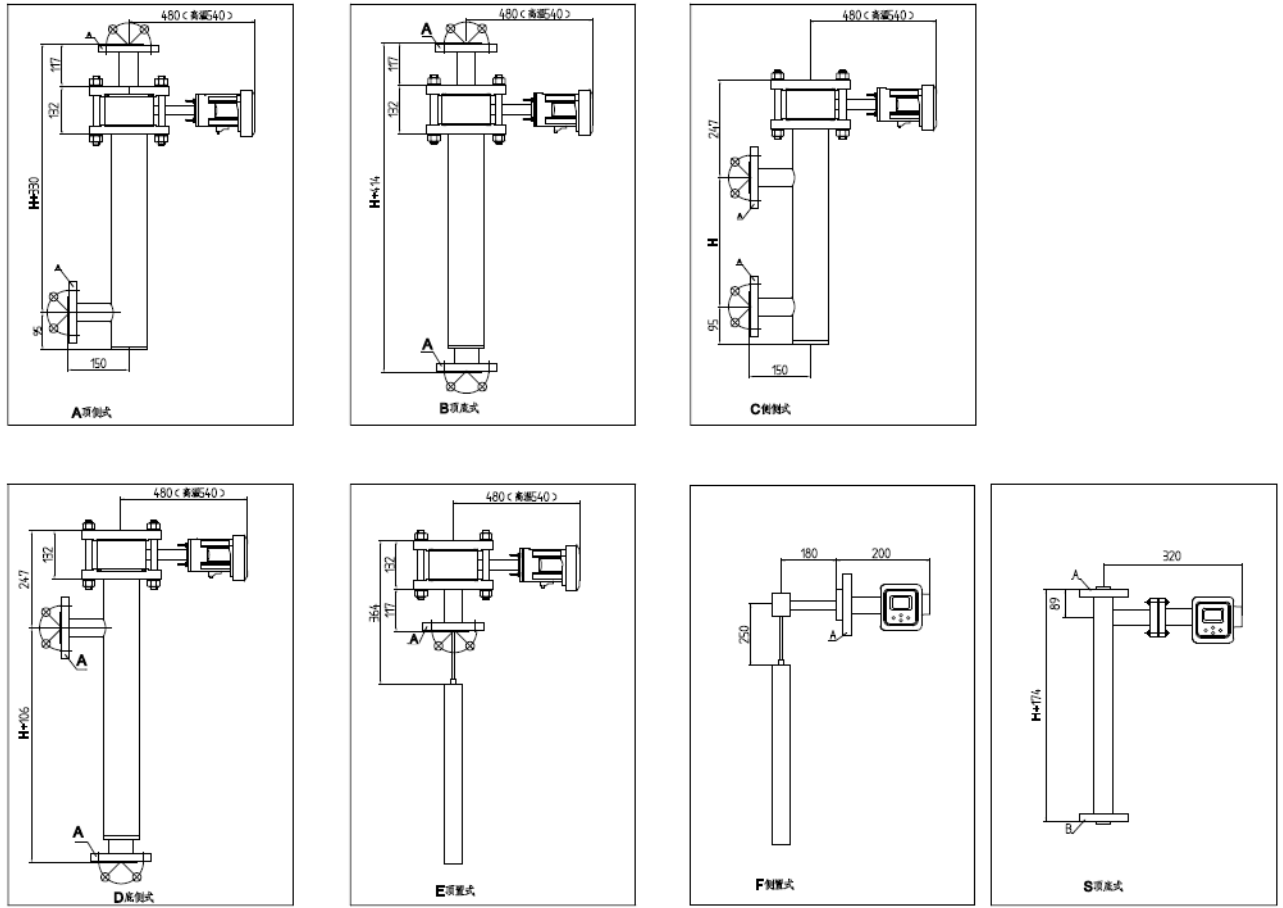 480(高温540)
A
117
132
H+330
A
95
150
A顶侧式
480(高温540)
A
117
132
H+414
A
B顶底式
480(高温540)
247
A
H
A
95
150
C侧侧式
480(高温540)
132
247
A
H+106
A
D底侧式
480(高温540)
132
364
117
A
E顶置式
180
200
A
250
F侧置式
320
A
89
H+174
B
S顶底式